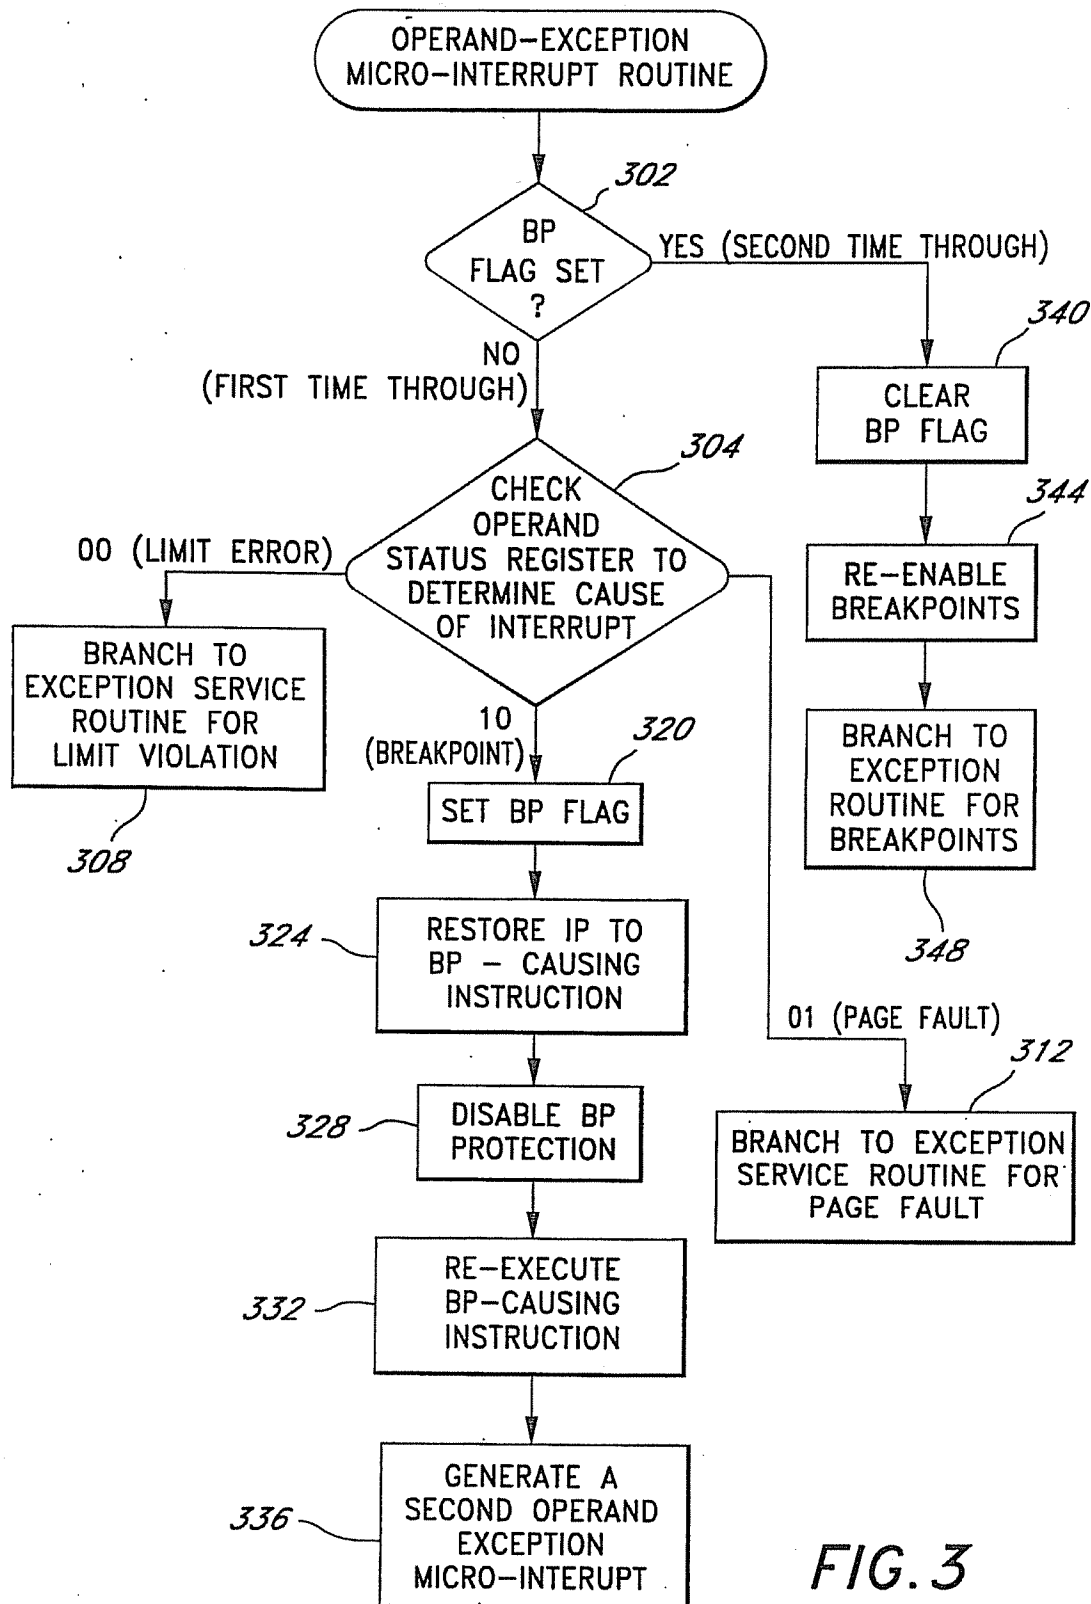 OPERAND-EXCEPTION
MICRO-INTERRUPT ROUTINE
302
BP
FLAG SET
?
YES (SECOND TIME THROUGH)
NO
(FIRST TIME THROUGH)
340
CLEAR
BP FLAG
304
CHECK
OPERAND
STATUS REGISTER TO
DETERMINE CAUSE
OF INTERRUPT
344
RE-ENABLE
BREAKPOINTS
00 (LIMIT ERROR)
BRANCH TO
EXCEPTION SERVICE
ROUTINE FOR
LIMIT VIOLATION
308
10
(BREAKPOINT)
320
SET BP FLAG
BRANCH TO
EXCEPTION
ROUTINE FOR
BREAKPOINTS
348
324
RESTORE IP TO
BP - CAUSING
INSTRUCTION
01 (PAGE FAULT)
312
BRANCH TO EXCEPTION
SERVICE ROUTINE FOR
PAGE FAULT
328
DISABLE BP
PROTECTION
332
RE-EXECUTE
BP-CAUSING
INSTRUCTION
336
GENERATE A
SECOND OPERAND
EXCEPTION
MICRO-INTERUPT
FIG. 3